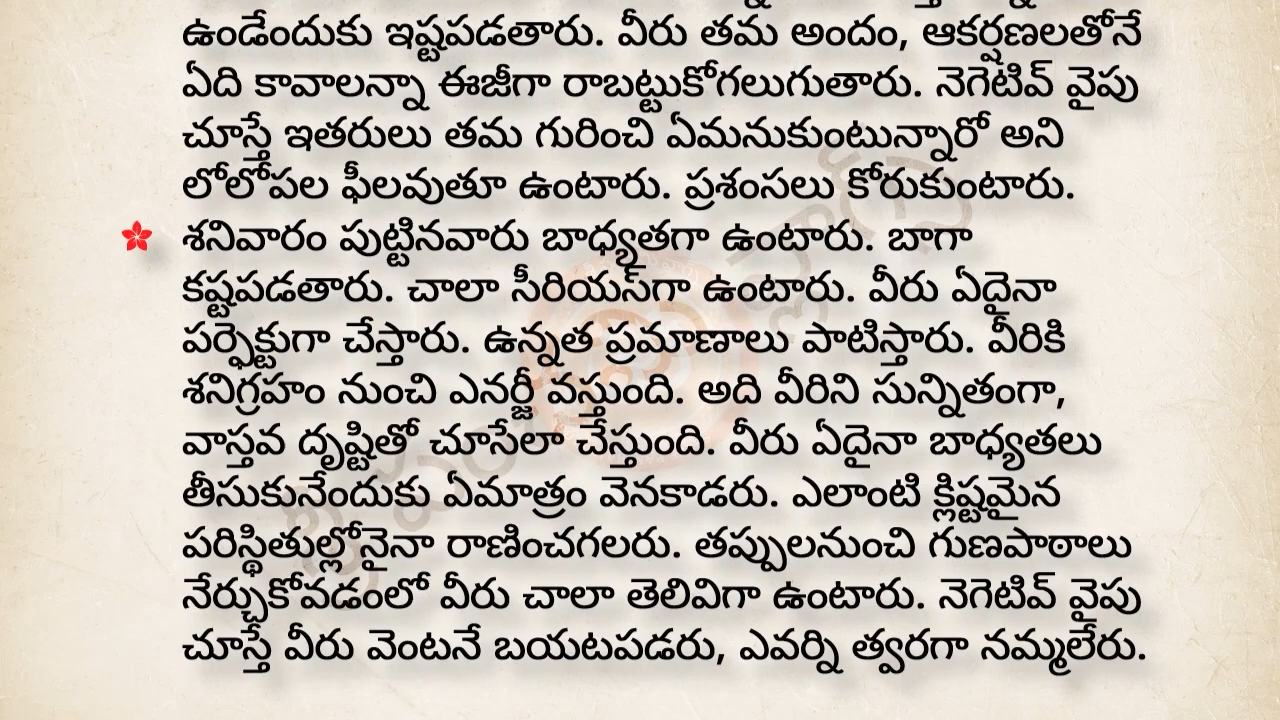 ఉండేందుకు ఇష్టపడతారు. వీరు తమ అందం, ఆకర్షణలతోనే
ఏది కావాలన్నా ఈజీగా రాబట్టుకోగలుగుతారు. నెగెటివ్ వైపు
చూస్తే ఇతరులు తమ గురించి ఏమనుకుంటున్నారో అని
లోలోపల ఫీలవుతూ ఉంటారు. ప్రశంసలు కోరుకుంటారు.
శనివారం పుట్టినవారు బాధ్యతగా ఉంటారు. బాగా
కష్టపడతారు. చాలా సీరియస్‌గా ఉంటారు. వీరు ఏదైనా
పర్ఫెక్టుగా చేస్తారు. ఉన్నత ప్రమాణాలు పాటిస్తారు. వీరికి
శనిగ్రహం నుంచి ఎనర్జీ వస్తుంది. అది వీరిని సున్నితంగా,
వాస్తవ దృష్టితో చూసేలా చేస్తుంది. వీరు ఏదైనా బాధ్యతలు
తీసుకునేందుకు ఏమాత్రం వెనకాడరు. ఎలాంటి క్లిష్టమైన
పరిస్థితుల్లోనైనా రాణించగలరు. తప్పులనుంచి గుణపాఠాలు
నేర్చుకోవడంలో వీరు చాలా తెలివిగా ఉంటారు. నెగెటివ్ వైపు
చూస్తే వీరు వెంటనే బయటపడరు, ఎవర్ని త్వరగా నమ్మలేరు.